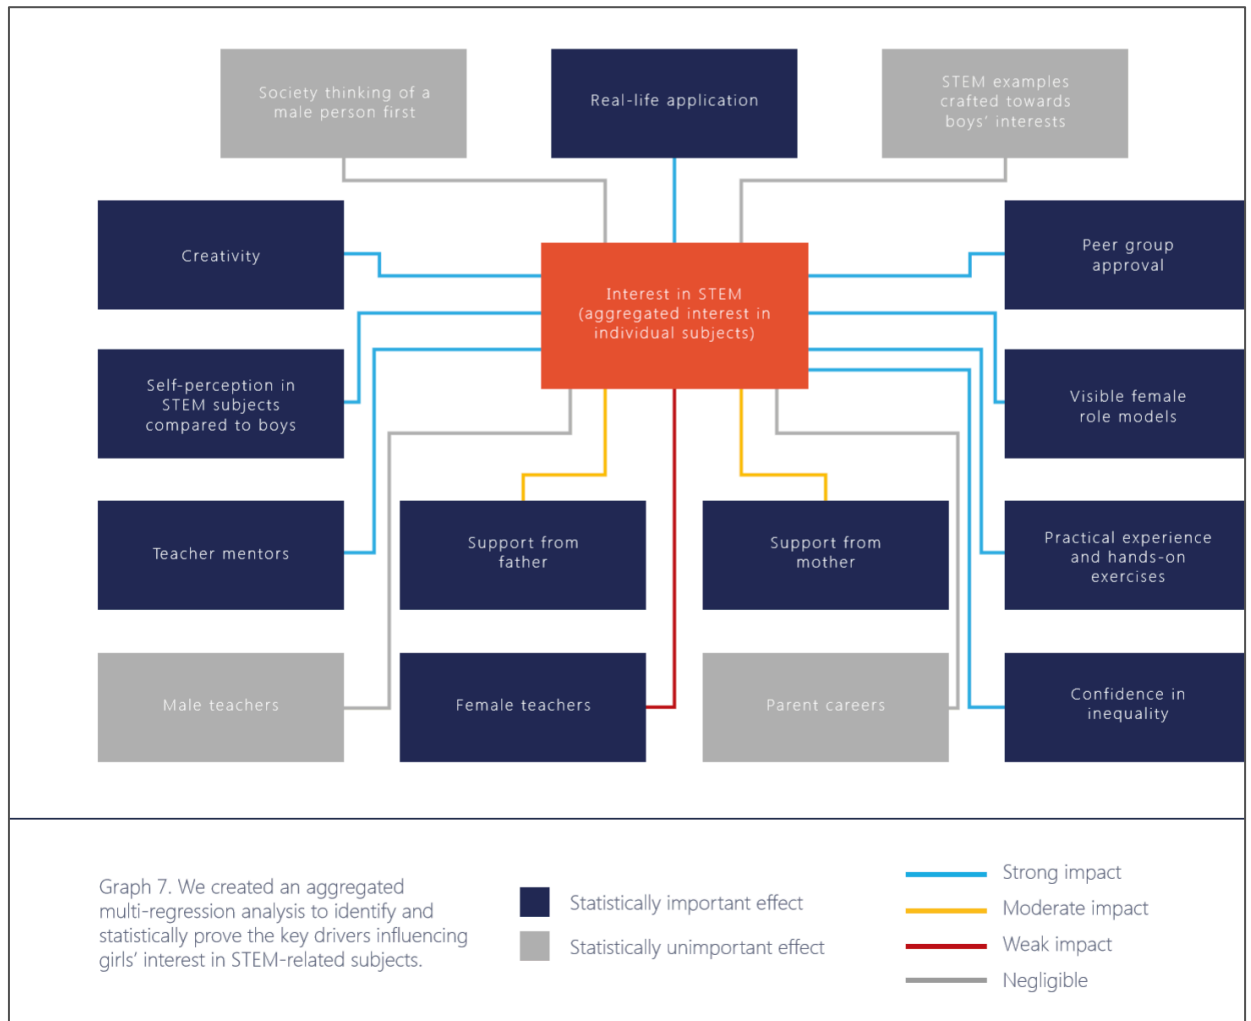 Society thinking of a
male person first
Real-life application
STEM examples
crafted towards
boys' interests
Creativity
Interest in STEM
(aggregated interest in
individual subjects)
Peer group
approval
Self-perception in
STEM subjects
compared to boys
Visible female
role models
Teacher mentors
Support from
father
Support from
mother
Practical experience
and hands-on
exercises
Male teachers
Female teachers
Parent careers
Confidence in
inequality
Graph 7. We created an aggregated
multi-regression analysis to identify and
statistically prove the key drivers influencing
girls' interest in STEM-related subjects.
Statistically important effect
Statistically unimportant effect
Strong impact
Moderate impact
Weak impact
Negligible